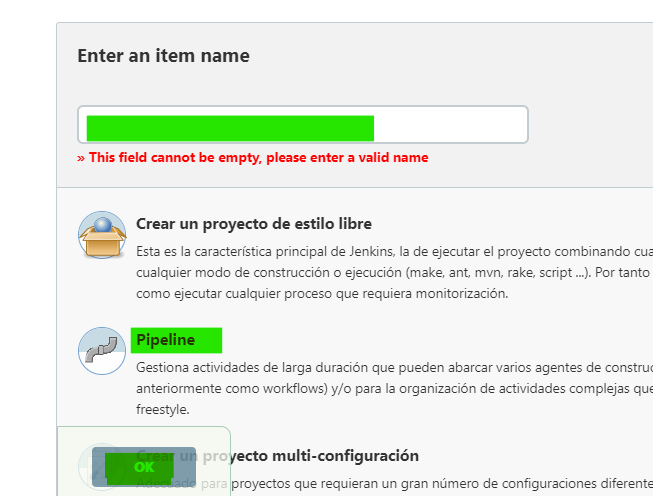 Enter an item name
» This field cannot be empty, please enter a valid name
Crear un proyecto de estilo libre
Esta es la característica principal de Jenkins, la de ejecutar el proyecto combinando
cualquier modo de construcción o ejecución (make, ant, mvn, rake, script ...). Por tanto
como ejecutar cualquier proceso que requiera monitorización.
Pipeline
Gestiona actividades de larga duración que pueden abarcar varios agentes de
anteriormente como workflows) y/o para la organización de actividades complejas que
freestyle.
Crear un proyecto multi-configuración
OK
Adecuado para proyectos que requieran un gran número de configuraciones diferente